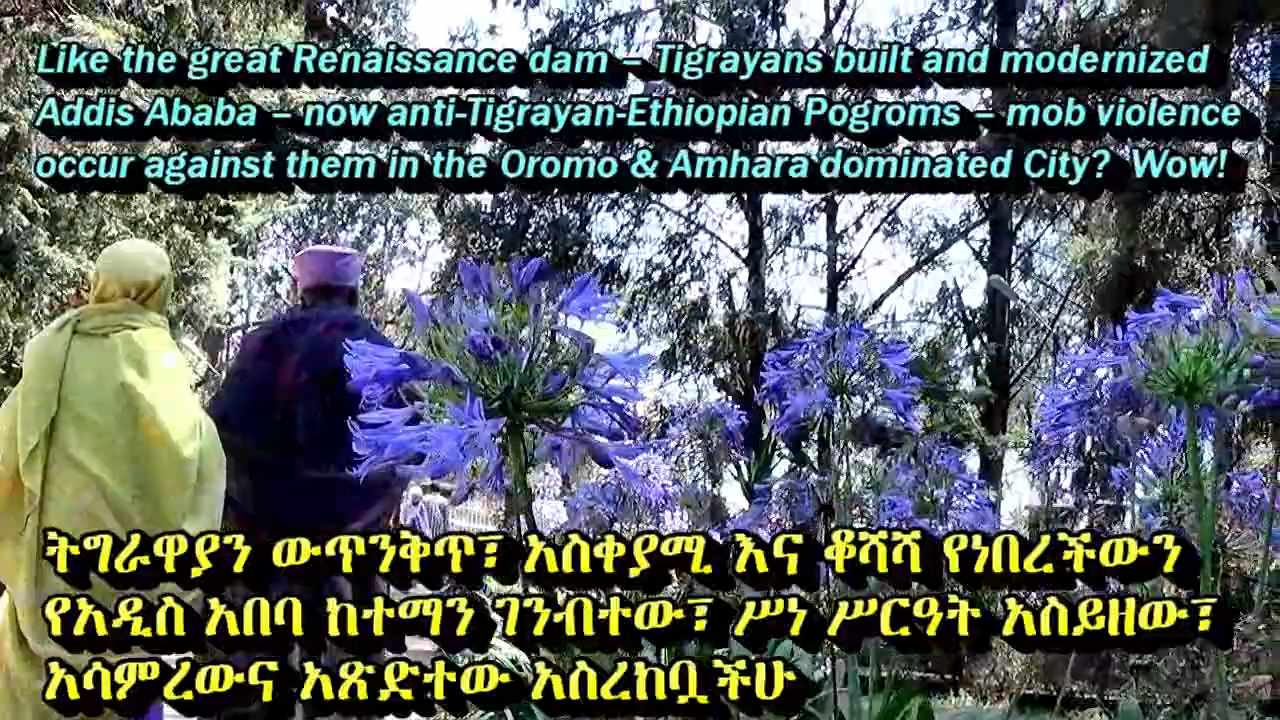 Like the great Renaissance dam – Tigrayans built and modernized
Addis Ababa – now anti-Tigrayan-Ethiopian Pogroms – mob violence
occur against them in the Oromo & Amhara dominated City? Wow!
ትግራዋያን ውጥንቅጥ፣ አስቀያሚ እና ቆሻሻ የነበረችውን
የአዲስ አበባ ከተማን ገንብተው፣ ሥነ ሥርዓት አስይዘው፣
አሳምረውና አጽድተው አስረከቧችሁ